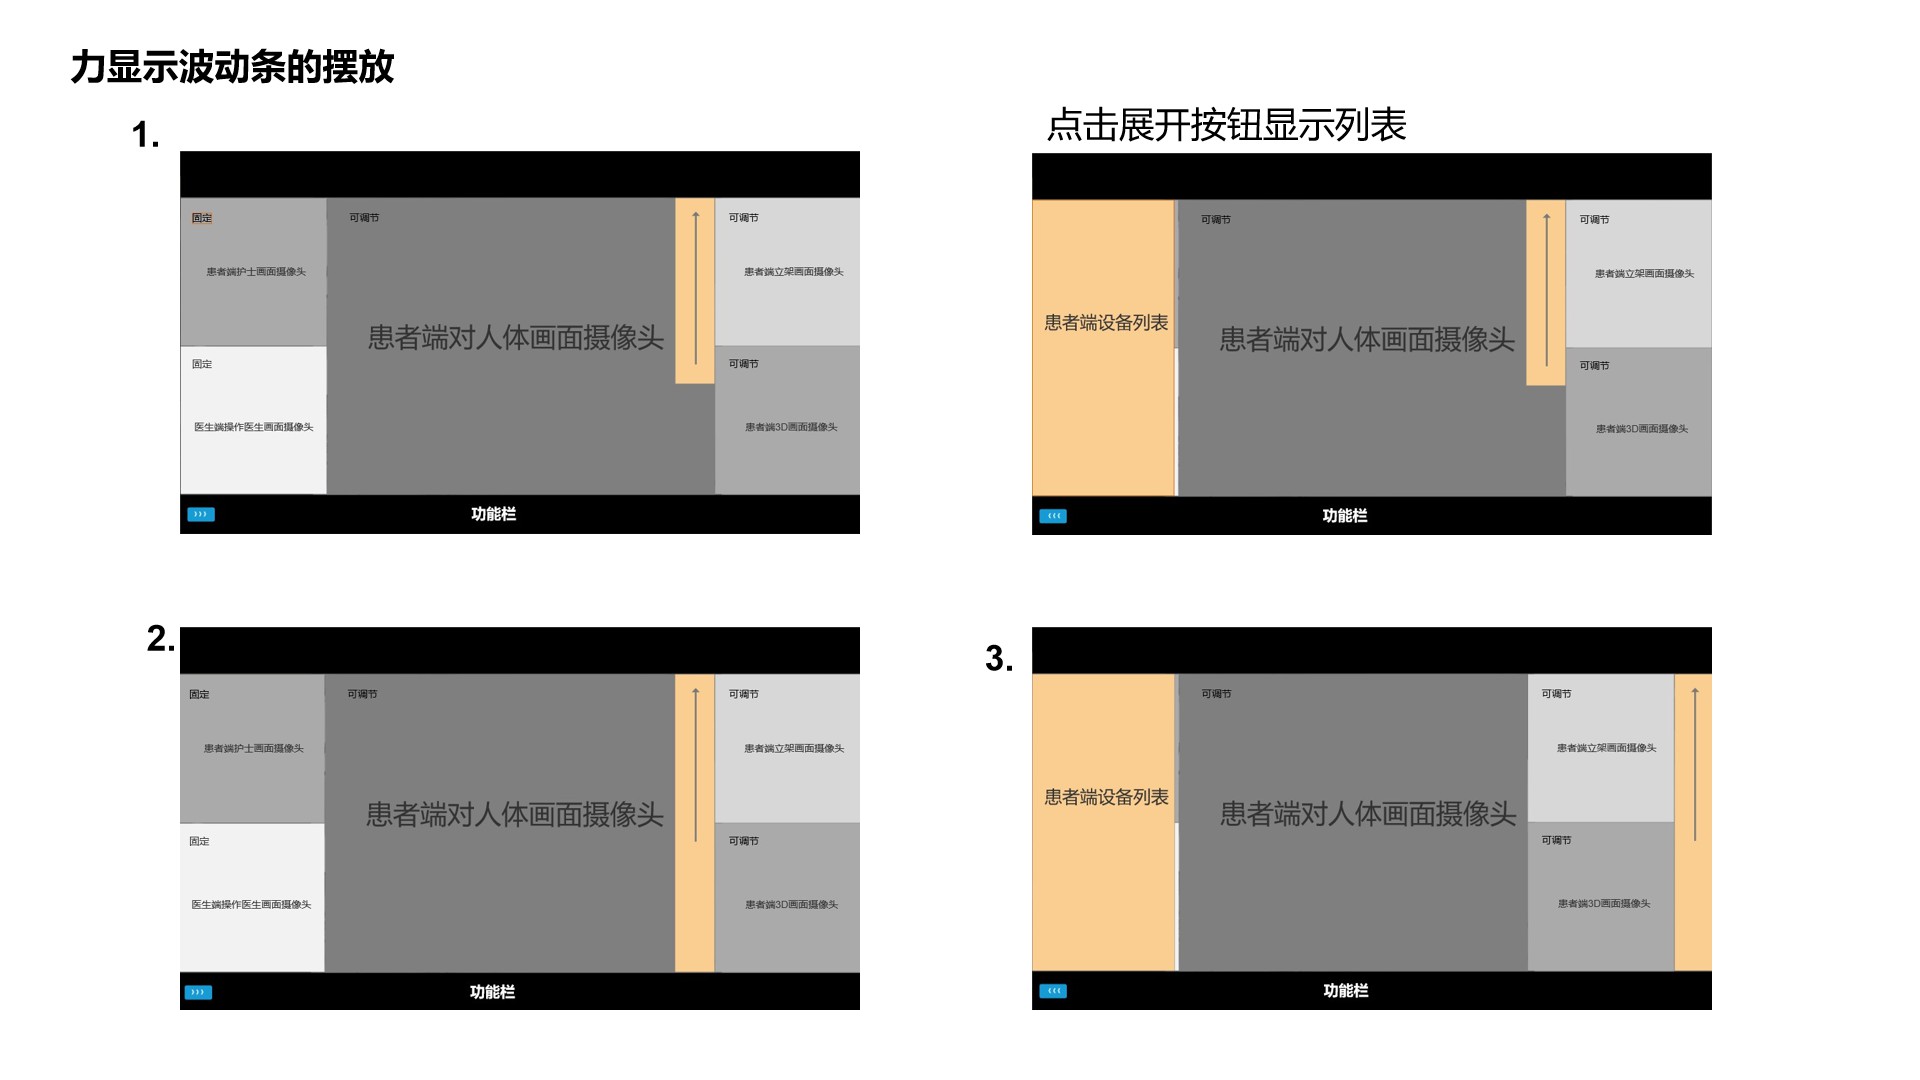 力显示波动条的摆放
1.
固定
可调节
可调节
患者端护士画面摄像头
患者端立架画面摄像头
患者端对人体画面摄像头
固定
可调节
医生端操作医生画面摄像头
患者端3D画面摄像头
功能栏
点击展开按钮显示列表
可调节
可调节
患者端立架画面摄像头
患者端设备列表
患者端对人体画面摄像头
可调节
患者端3D画面摄像头
功能栏
2.
固定
可调节
可调节
患者端护士画面摄像头
患者端立架画面摄像头
患者端对人体画面摄像头
固定
可调节
医生端操作医生画面摄像头
患者端3D画面摄像头
功能栏
3.
可调节
可调节
患者端立架画面摄像头
患者端设备列表
患者端对人体画面摄像头
可调节
患者端3D画面摄像头
功能栏